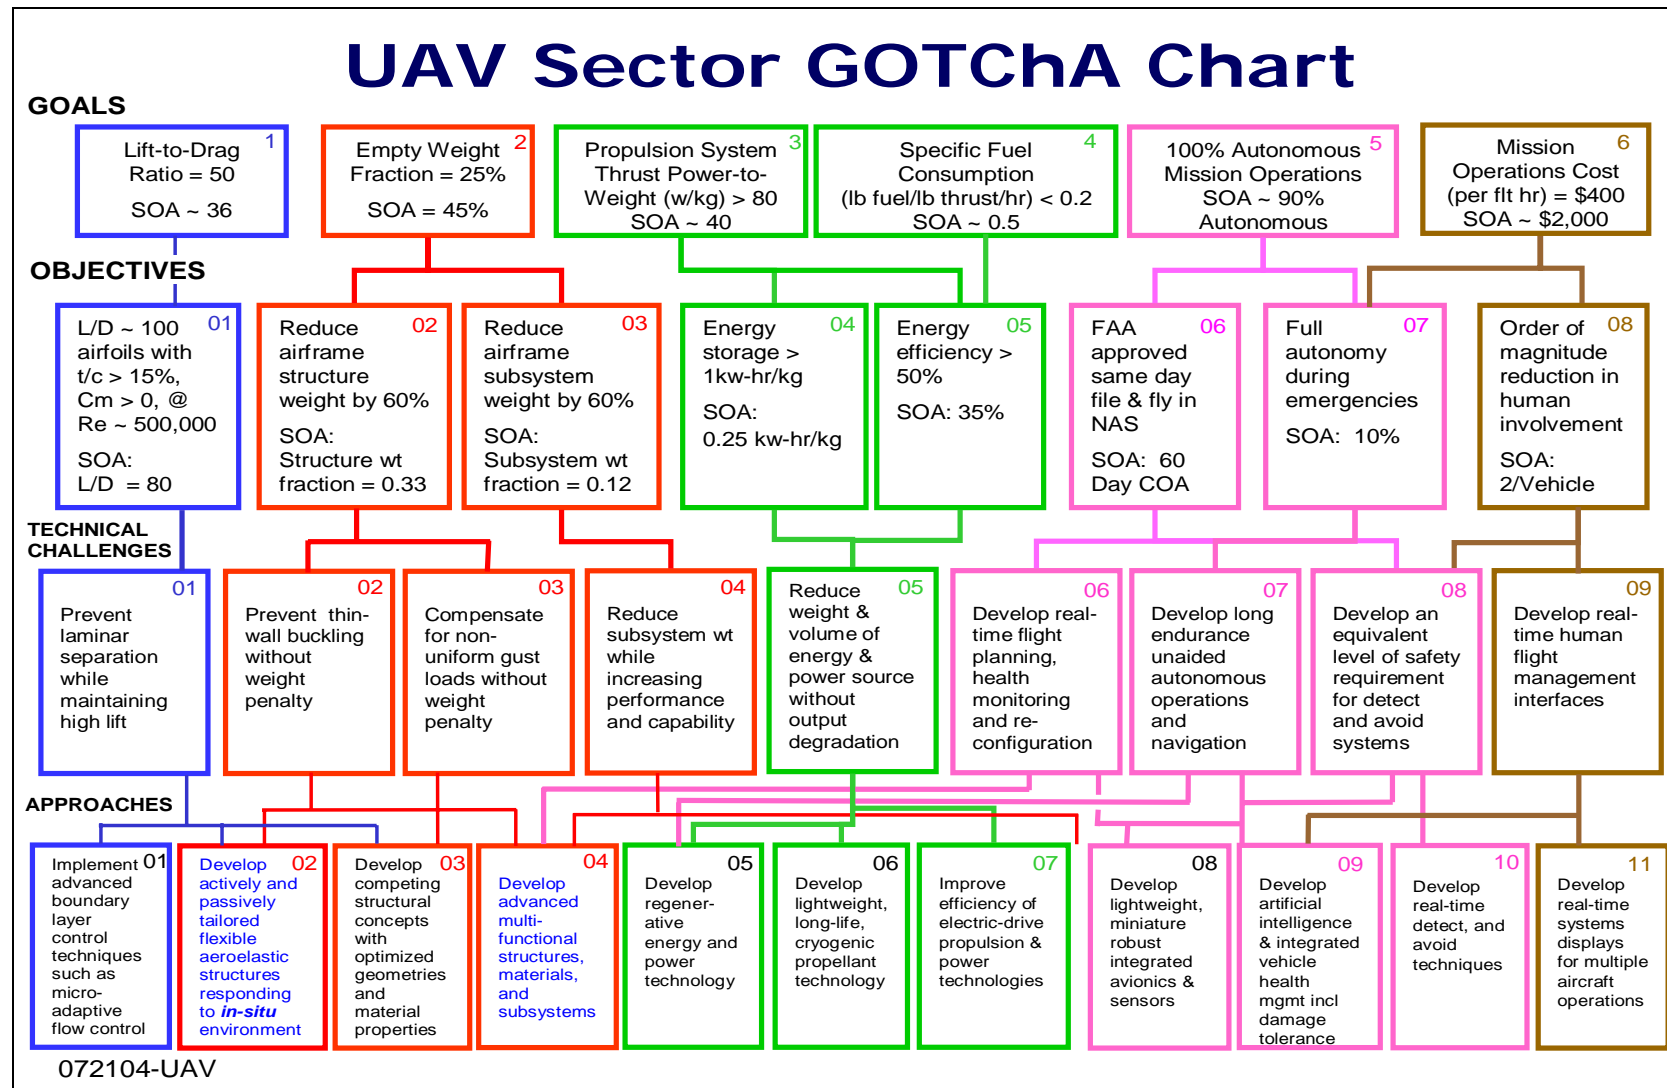 UAV Sector GOTChA Chart
GOALS
1
Lift-to-Drag
Ratio = 50
SOA ~ 36
2
Empty Weight
Fraction = 25%
SOA = 45%
3
Propulsion System
Thrust Power-to-
Weight (w/kg) > 80
SOA ~ 40
4
Specific Fuel
Consumption
(lb fuel/lb thrust/hr) < 0.2
SOA ~ 0.5
5
100% Autonomous
Mission Operations
SOA ~ 90%
Autonomous
6
Mission
Operations Cost
(per flt hr) = $400
SOA ~ $2,000
OBJECTIVES
01
L/D ~ 100
airfoils with
t/c > 15%,
Cm > 0, @
Re ~ 500,000
SOA:
L/D = 80
02
Reduce
airframe
structure
weight by 60%
SOA:
Structure wt
fraction = 0.33
03
Reduce
airframe
subsystem
weight by 60%
SOA:
Subsystem wt
fraction = 0.12
04
Energy
storage >
1kw-hr/kg
SOA:
0.25 kw-hr/kg
05
Energy
efficiency >
50%
SOA: 35%
06
FAA
approved
same day
file & fly in
NAS
SOA: 60
Day COA
07
Full
autonomy
during
emergencies
SOA: 10%
08
Order of
magnitude
reduction in
human
involvement
SOA:
2/Vehicle
TECHNICAL
CHALLENGES
01
Prevent
laminar
separation
while
maintaining
high lift
02
Prevent thin-
wall buckling
without
weight
penalty
03
Compensate
for non-
uniform gust
loads without
weight
penalty
04
Reduce
subsystem wt
while
increasing
performance
and capability
05
Reduce
weight &
volume of
energy &
power source
without
output
degradation
06
Develop real-
time flight
planning,
health
monitoring
and re-
configuration
07
Develop long
endurance
unaided
autonomous
operations
and
navigation
08
Develop an
equivalent
level of safety
requirement
for detect
and avoid
systems
09
Develop real-
time human
flight
management
interfaces
APPROACHES
01
Implement
advanced
boundary
layer
control
techniques
such as
micro-
adaptive
flow control
02
Develop
actively and
passively
tailored
flexible
aeroelastic
structures
responding
to in-situ
environment
03
Develop
competing
structural
concepts
with
optimized
geometries
and
material
properties
04
Develop
advanced
multi-
functional
structures,
materials,
and
subsystems
05
Develop
regener-
ative
energy and
power
technology
06
Develop
lightweight,
long-life,
cryogenic
propellant
technology
07
Improve
efficiency of
electric-drive
propulsion &
power
technologies
08
Develop
lightweight,
miniature
robust
integrated
avionics &
sensors
09
Develop
artificial
intelligence
& integrated
vehicle
health
mgmt incl
damage
tolerance
10
Develop
real-time
detect, and
avoid
techniques
11
Develop
real-time
systems
displays
for multiple
aircraft
operations
072104-UAV